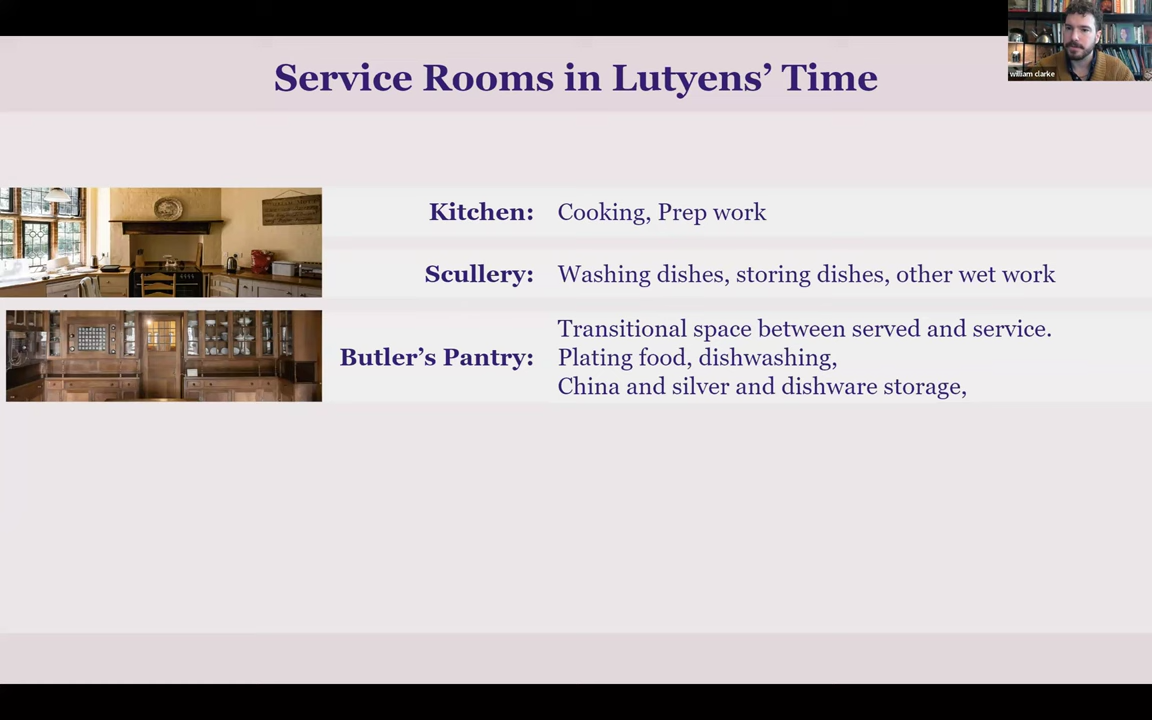 Service Rooms in Lutyens’ Time
william clarke
Kitchen: Cooking, Prep work
Scullery: Washing dishes, storing dishes, other wet work
Butler’s Pantry: Transitional space between served and service.
Plating food, dishwashing,
China and silver and dishware storage,